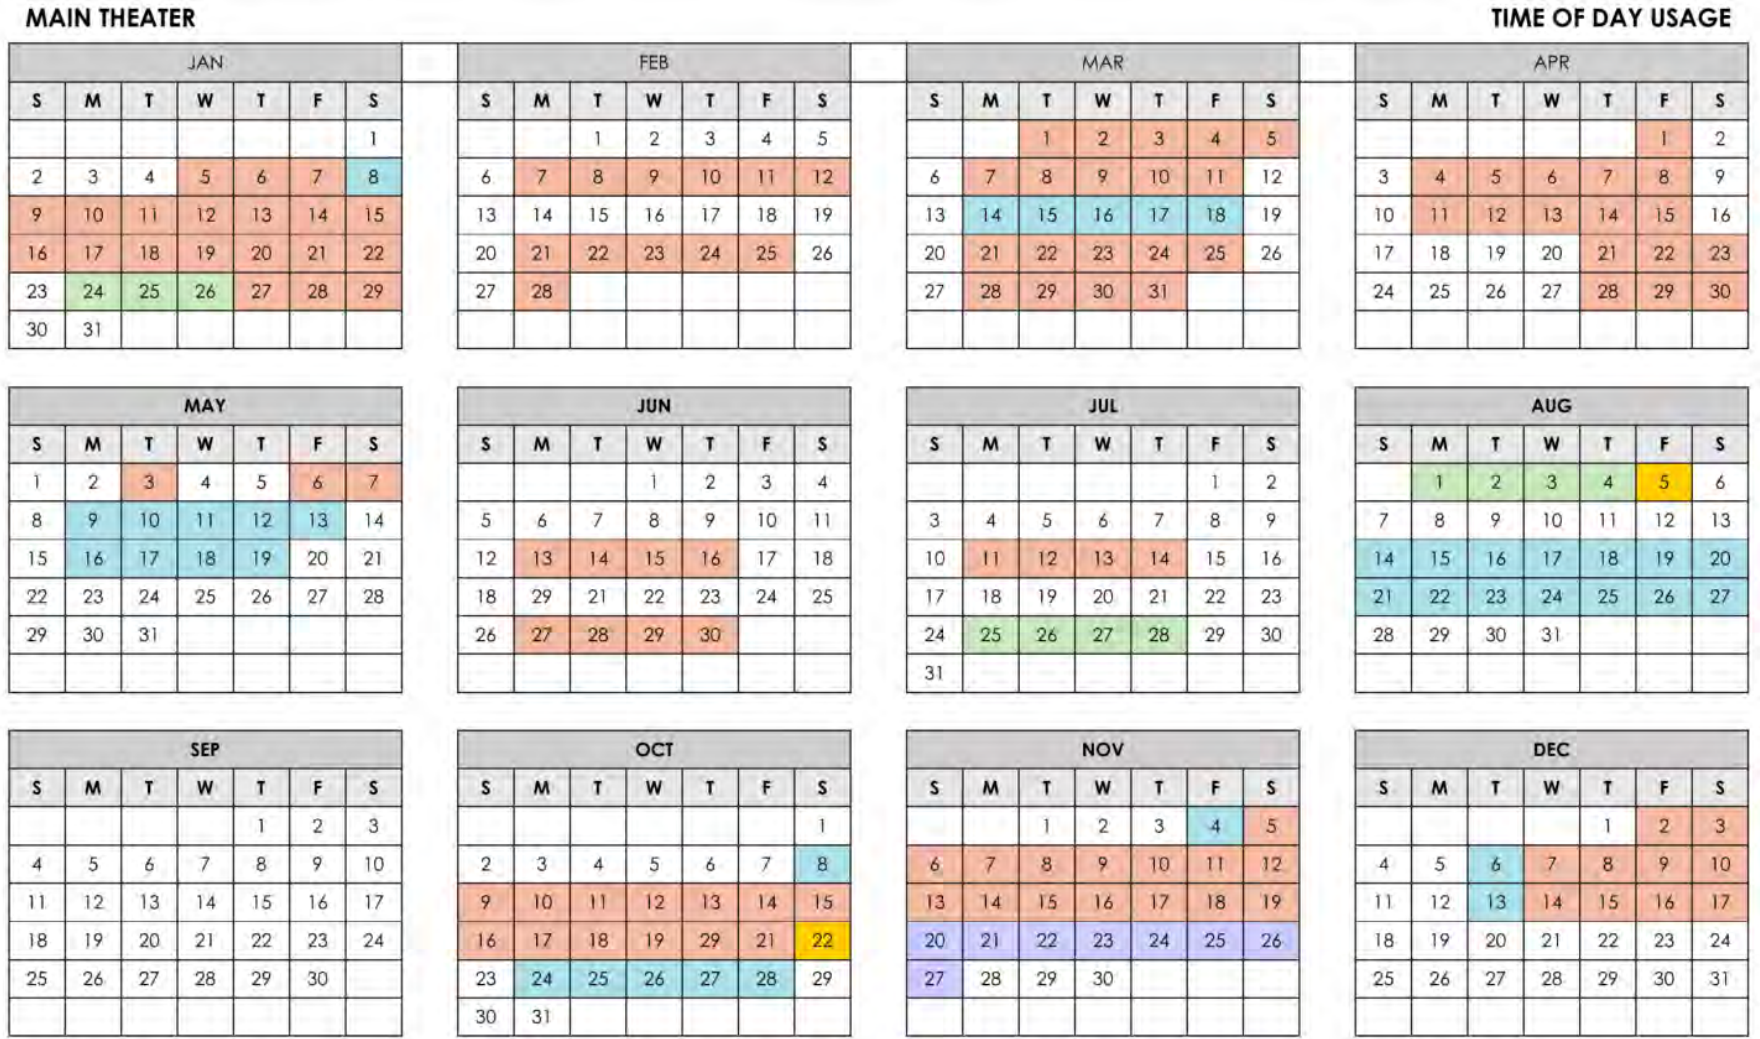 MAIN THEATER TIME OF DAY USAGE
JAN FEB MAR APR
S M T W T F S S M T W T F S S M T W T F S S M T W T F S
1 1 2 3 4 5 1 2 3 4 5 1 2
2 3 4 5 6 7 8 6 7 8 9 10 11 12 6 7 8 9 10 11 12 3 4 5 6 7 8 9
9 10 11 12 13 14 15 13 14 15 16 17 18 19 13 14 15 16 17 18 19 10 11 12 13 14 15 16
16 17 18 19 20 21 22 20 21 22 23 24 25 26 20 21 22 23 24 25 26 17 18 19 20 21 22 23
23 24 25 26 27 28 29 27 28 27 28 29 30 31 24 25 26 27 28 29 30
30 31
MAY JUN JUL AUG
S M T W T F S S M T W T F S S M T W T F S S M T W T F S
1 2 3 4 5 6 7 1 2 3 4 1 2 1 2 3 4 5 6
8 9 10 11 12 13 14 5 6 7 8 9 10 11 3 4 5 6 7 8 9 7 8 9 10 11 12 13
15 16 17 18 19 20 21 12 13 14 15 16 17 18 10 11 12 13 14 15 16 14 15 16 17 18 19 20
22 23 24 25 26 27 28 18 29 21 22 23 24 25 17 18 19 20 21 22 23 21 22 23 24 25 26 27
29 30 31 26 27 28 29 30 24 25 26 27 28 29 30 28 29 30 31
31
SEP OCT NOV DEC
S M T W T F S S M T W T F S S M T W T F S S M T W T F S
1 2 3 1 1 2 3 4 5 1 2 3
4 5 6 7 8 9 10 2 3 4 5 6 7 8 6 7 8 9 10 11 12 4 5 6 7 8 9 10
11 12 13 14 15 16 17 9 10 11 12 13 14 15 13 14 15 16 17 18 19 11 12 13 14 15 16 17
18 19 20 21 22 23 24 16 17 18 19 29 21 22 20 21 22 23 24 25 26 18 19 20 21 22 23 24
25 26 27 28 29 30 23 24 25 26 27 28 29 27 28 29 30 25 26 27 28 29 30 31
30 31